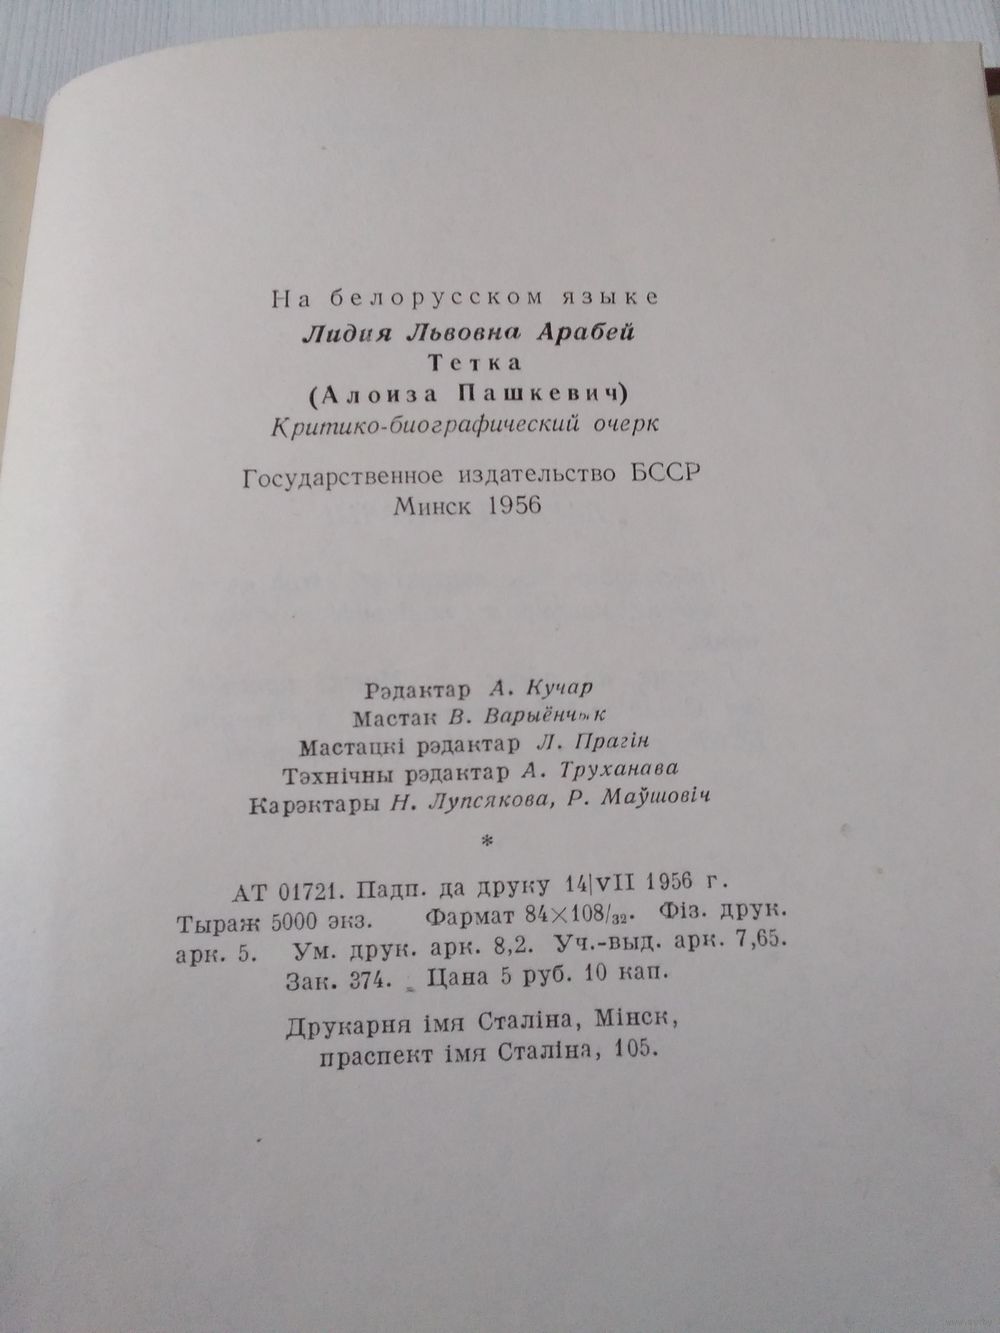 На белорусском языке
Лидия Львовна Арабей
Тетка
(Алоиза Пашкевич)
Критико-биографический очерк
Государственное издательство БССР
Минск 1956
Рэдактар А. Кучар
Мастак В. Варыёнчык
Мастацкі рэдактар Л. Прагін
Тэхнічны рэдактар А. Труханава
Карэктары Н. Лупсякова, Р. Маўшовіч
*
АТ 01721. Падп. да друку 14|VII 1956 г.
Тыраж 5000 экз. Фармат 84×108/32. Фіз. друк.
арк. 5. Ум. друк. арк. 8,2. Уч.-выд. арк. 7,65.
Зак. 374. Цана 5 руб. 10 кап.
Друкарня імя Сталіна, Мінск,
праспект імя Сталіна, 105.